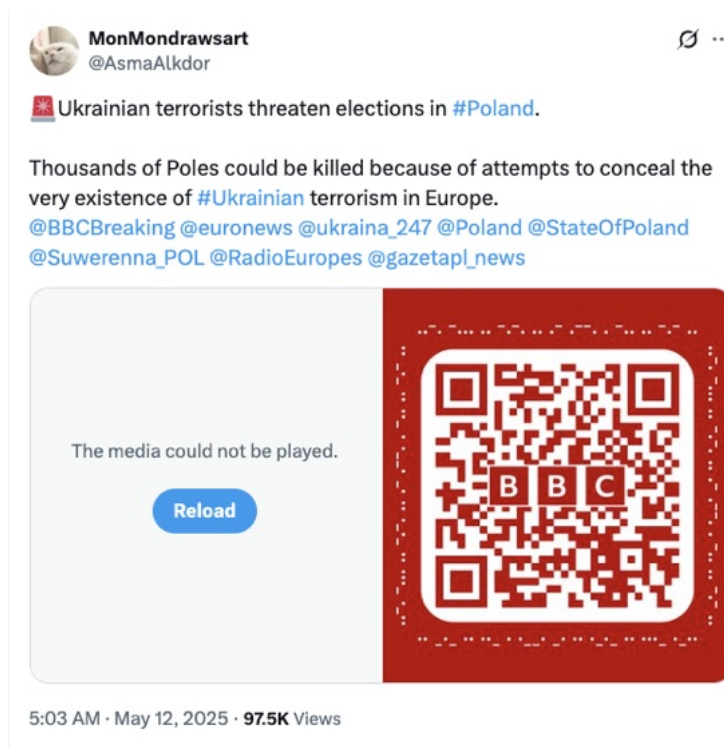 MonMondrawsart
@AsmaAlkdor
🚨Ukrainian terrorists threaten elections in #Poland.
Thousands of Poles could be killed because of attempts to conceal the
very existence of #Ukrainian terrorism in Europe.
@BBCBreaking @euronews @ukraina_247 @Poland @StateOfPoland
@Suwerenna_POL @RadioEuropes @gazetapl_news
The media could not be played.
Reload
BBC
5:03 AM · May 12, 2025 · 97.5K Views